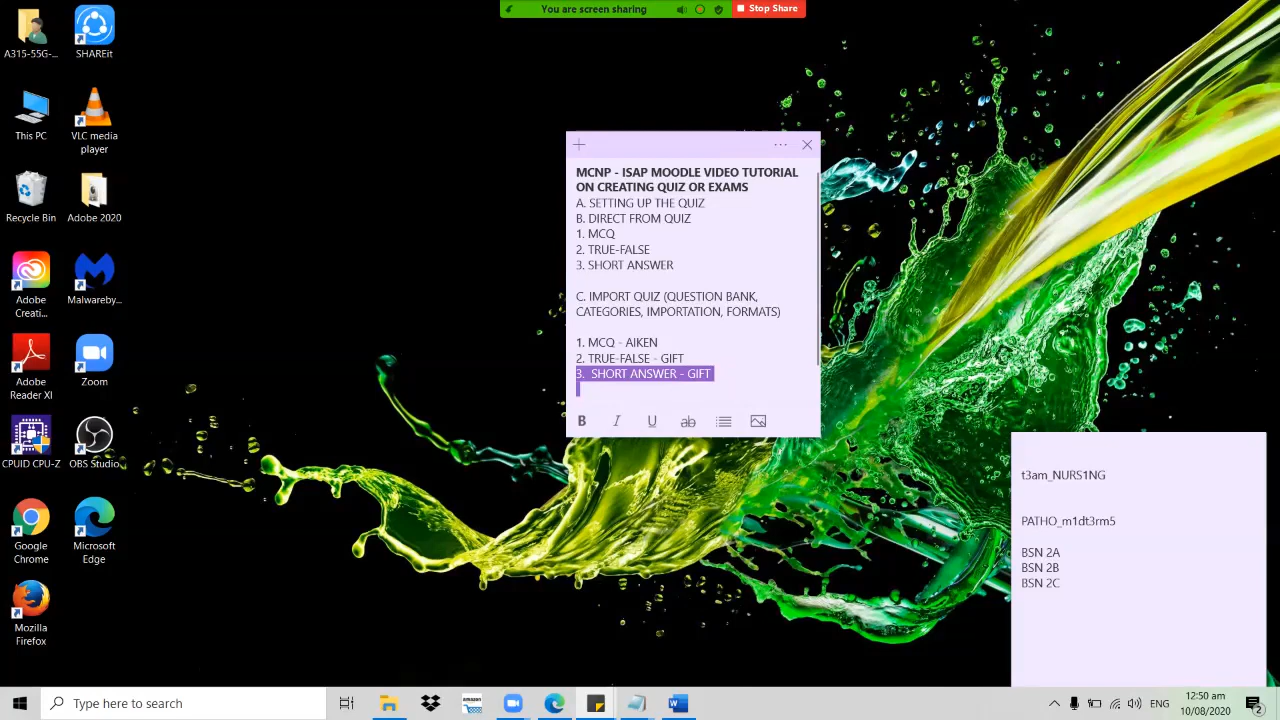 You are screen sharing
Stop Share
A315-55G-...
SHAREit
This PC
VLC media
player
Recycle Bin
Adobe 2020
Adobe
Creati...
Malwareby...
Adobe
Reader XI
Zoom
CPUID CPU-Z
OBS Studio
Google
Chrome
Microsoft
Edge
Mozilla
Firefox
MCNP - ISAP MOODLE VIDEO TUTORIAL
ON CREATING QUIZ OR EXAMS
A. SETTING UP THE QUIZ
B. DIRECT FROM QUIZ
1. MCQ
2. TRUE-FALSE
3. SHORT ANSWER
C. IMPORT QUIZ (QUESTION BANK,
CATEGORIES, IMPORTATION, FORMATS)
1. MCQ - AIKEN
2. TRUE-FALSE - GIFT
3. SHORT ANSWER - GIFT
B I U ab
t3am_NURS1NG
PATHO_m1dt3rm5
BSN 2A
BSN 2B
BSN 2C
Type here to search
amazon
W
ENG
12:50 am
10/08/2020
2